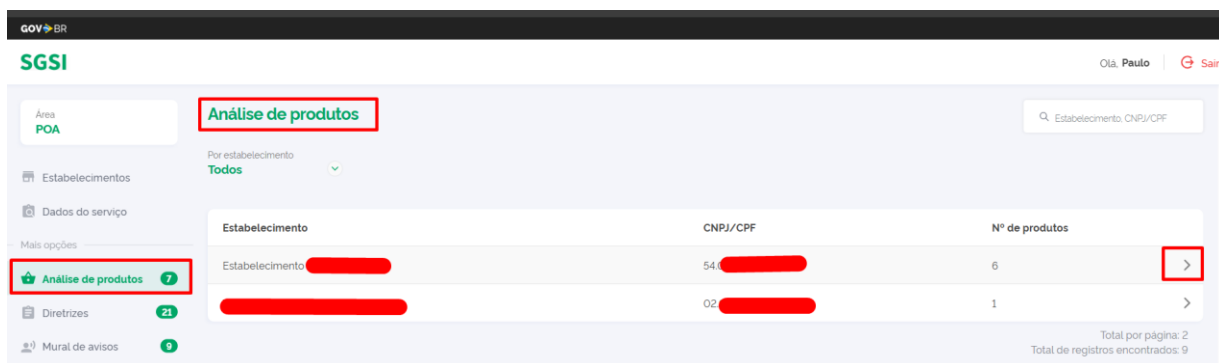 GOV BR
SGSI
Olá, Paulo
Sair
Área
POA
Análise de produtos
Estabelecimento, CNPJ/CPF
Por estabelecimento
Todos
Estabelecimentos
Dados do serviço
Mais opções
Análise de produtos 7
Diretrizes 21
Mural de avisos 9
Estabelecimento CNPJ/CPF Nº de produtos
Estabelecimento 54. 6
02. 1
Total por página: 2
Total de registros encontrados: 9